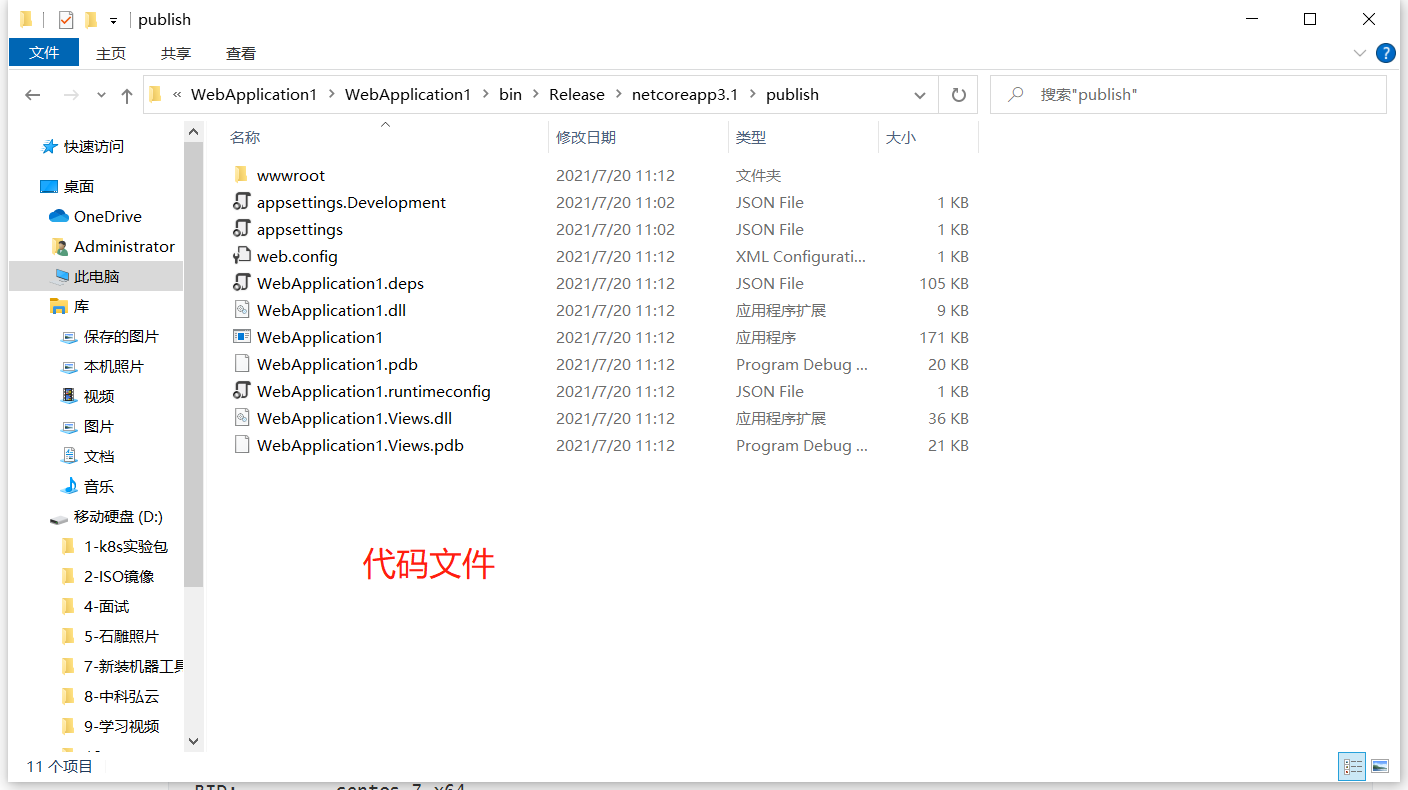 publish
文件 主页 共享 查看
« WebApplication1 › WebApplication1 › bin › Release › netcoreapp3.1 › publish 搜索"publish"
名称 修改日期 类型 大小
快速访问
桌面
OneDrive
Administrator
此电脑
库
保存的图片
本机照片
视频
图片
文档
音乐
移动硬盘 (D:)
1-k8s实验包
2-ISO镜像
4-面试
5-石雕照片
7-新装机器工具
8-中科弘云
9-学习视频
wwwroot 2021/7/20 11:12 文件夹
appsettings.Development 2021/7/20 11:02 JSON File 1 KB
appsettings 2021/7/20 11:02 JSON File 1 KB
web.config 2021/7/20 11:12 XML Configurati... 1 KB
WebApplication1.deps 2021/7/20 11:12 JSON File 105 KB
WebApplication1.dll 2021/7/20 11:12 应用程序扩展 9 KB
WebApplication1 2021/7/20 11:12 应用程序 171 KB
WebApplication1.pdb 2021/7/20 11:12 Program Debug ... 20 KB
WebApplication1.runtimeconfig 2021/7/20 11:12 JSON File 1 KB
WebApplication1.Views.dll 2021/7/20 11:12 应用程序扩展 36 KB
WebApplication1.Views.pdb 2021/7/20 11:12 Program Debug ... 21 KB
代码文件
11 个项目